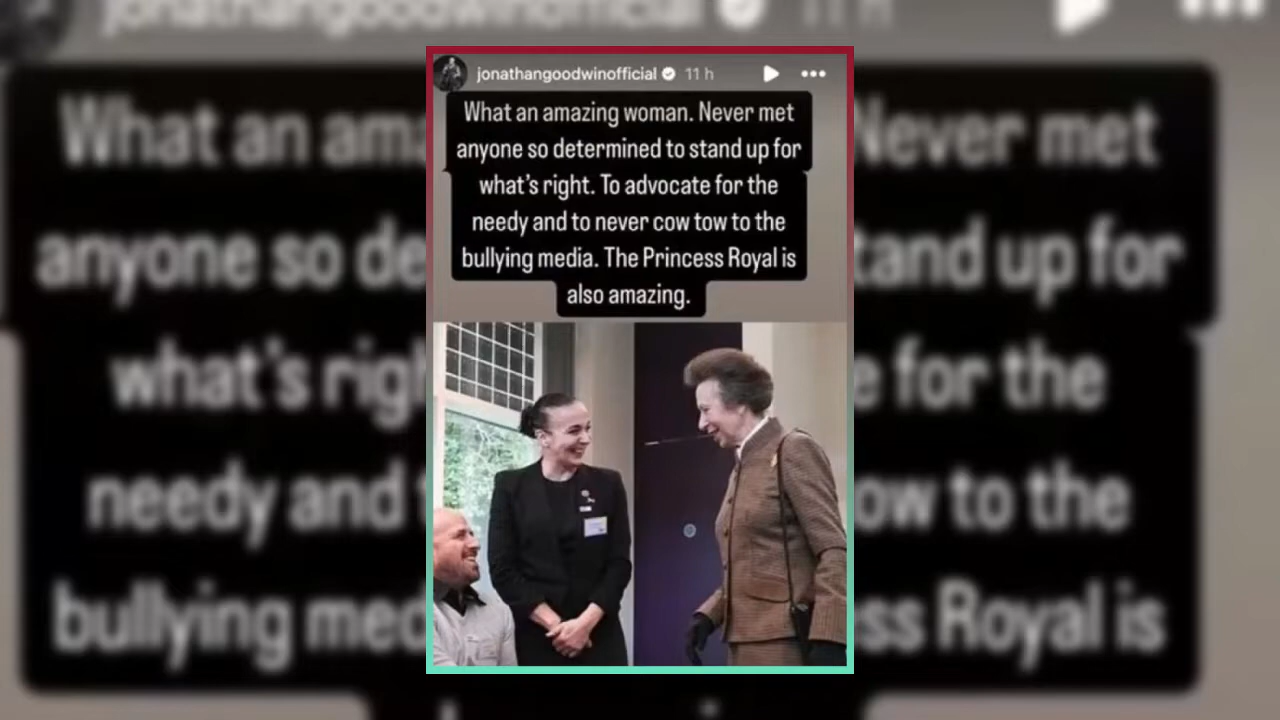 jonathangoodwinofficial 11 h
What an amazing woman. Never met
anyone so determined to stand up for
what's right. To advocate for the
needy and to never cow tow to the
bullying media. The Princess Royal is
also amazing.